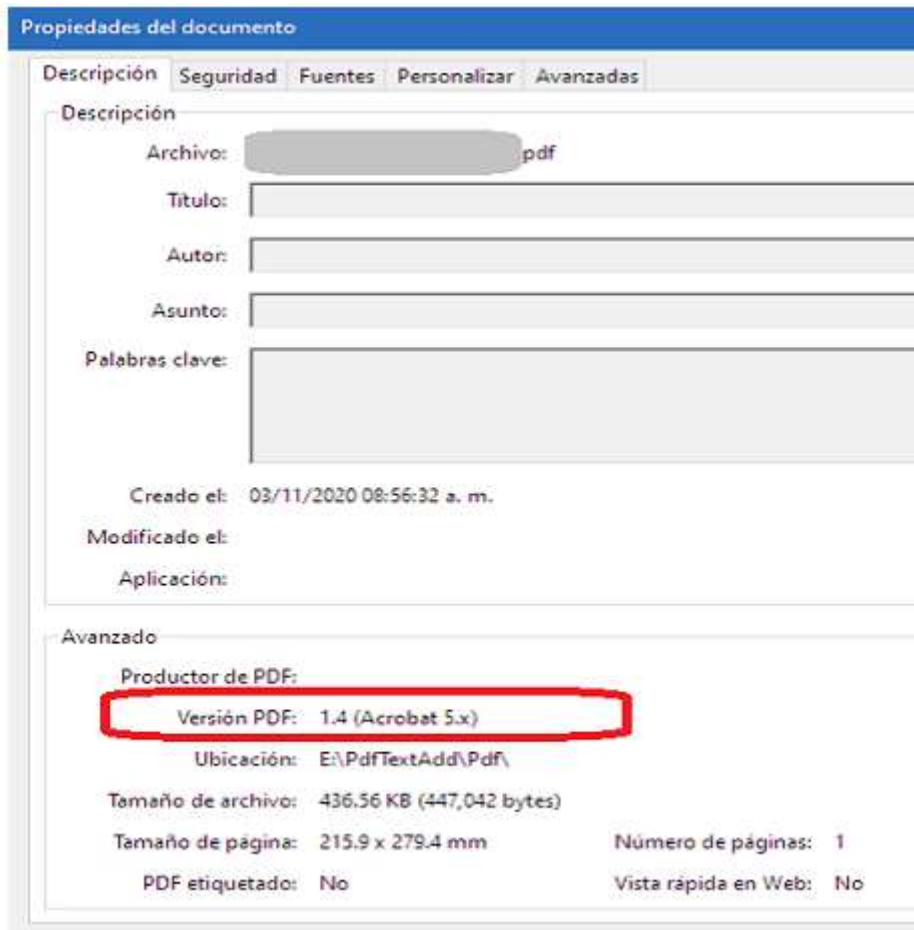 Propiedades del documento
Descripción Seguridad Fuentes Personalizar Avanzadas
Descripción
Archivo: pdf
Título:
Autor:
Asunto:
Palabras clave:
Creado el: 03/11/2020 08:56:32 a. m.
Modificado el:
Aplicación:
Avanzado
Productor de PDF:
Versión PDF: 1.4 (Acrobat 5.x)
Ubicación: E:\PdfTextAdd\Pdf\
Tamaño de archivo: 436.56 KB (447,042 bytes)
Tamaño de página: 215.9 x 279.4 mm Número de páginas: 1
PDF etiquetado: No Vista rápida en Web: No